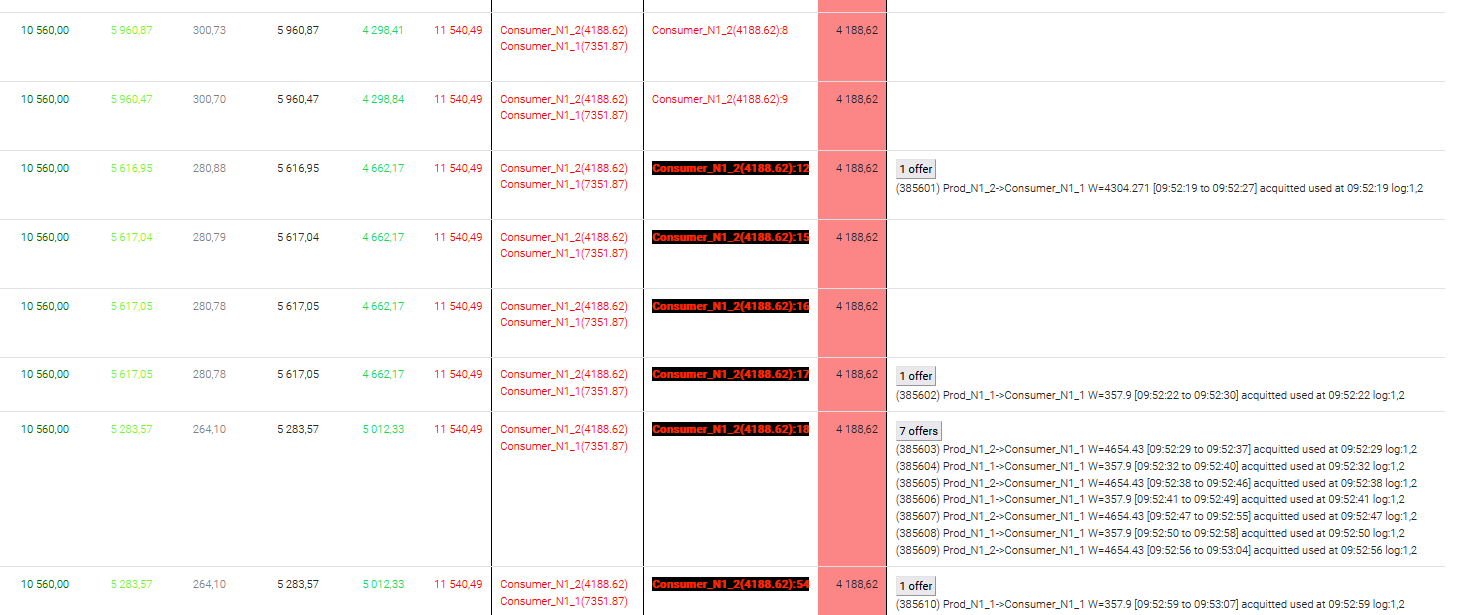 10 560,00 5 960,87 300,73 5 960,87 4 298,41 11 540,49 Consumer_N1_2(4188.62) Consumer_N1_2(4188.62):8 4 188,62
Consumer_N1_1(7351.87)
10 560,00 5 960,47 300,70 5 960,47 4 298,84 11 540,49 Consumer_N1_2(4188.62) Consumer_N1_2(4188.62):9 4 188,62
Consumer_N1_1(7351.87)
10 560,00 5 616,95 280,88 5 616,95 4 662,17 11 540,49 Consumer_N1_2(4188.62) Consumer_N1_2(4188.62):12 4 188,62 1 offer
Consumer_N1_1(7351.87) (385601) Prod_N1_2->Consumer_N1_1 W=4304.271 [09:52:19 to 09:52:27] acquitted used at 09:52:19 log:1,2
10 560,00 5 617,04 280,79 5 617,04 4 662,17 11 540,49 Consumer_N1_2(4188.62) Consumer_N1_2(4188.62):15 4 188,62
Consumer_N1_1(7351.87)
10 560,00 5 617,05 280,78 5 617,05 4 662,17 11 540,49 Consumer_N1_2(4188.62) Consumer_N1_2(4188.62):16 4 188,62
Consumer_N1_1(7351.87)
10 560,00 5 617,05 280,78 5 617,05 4 662,17 11 540,49 Consumer_N1_2(4188.62) Consumer_N1_2(4188.62):17 4 188,62 1 offer
Consumer_N1_1(7351.87) (385602) Prod_N1_1->Consumer_N1_1 W=357.9 [09:52:22 to 09:52:30] acquitted used at 09:52:22 log:1,2
10 560,00 5 283,57 264,10 5 283,57 5 012,33 11 540,49 Consumer_N1_2(4188.62) Consumer_N1_2(4188.62):18 4 188,62 7 offers
Consumer_N1_1(7351.87) (385603) Prod_N1_2->Consumer_N1_1 W=4654.43 [09:52:29 to 09:52:37] acquitted used at 09:52:29 log:1,2
(385604) Prod_N1_1->Consumer_N1_1 W=357.9 [09:52:32 to 09:52:40] acquitted used at 09:52:32 log:1,2
(385605) Prod_N1_2->Consumer_N1_1 W=4654.43 [09:52:38 to 09:52:46] acquitted used at 09:52:38 log:1,2
(385606) Prod_N1_1->Consumer_N1_1 W=357.9 [09:52:41 to 09:52:49] acquitted used at 09:52:41 log:1,2
(385607) Prod_N1_2->Consumer_N1_1 W=4654.43 [09:52:47 to 09:52:55] acquitted used at 09:52:47 log:1,2
(385608) Prod_N1_1->Consumer_N1_1 W=357.9 [09:52:50 to 09:52:58] acquitted used at 09:52:50 log:1,2
(385609) Prod_N1_2->Consumer_N1_1 W=4654.43 [09:52:56 to 09:53:04] acquitted used at 09:52:56 log:1,2
10 560,00 5 283,57 264,10 5 283,57 5 012,33 11 540,49 Consumer_N1_2(4188.62) Consumer_N1_2(4188.62):54 4 188,62 1 offer
Consumer_N1_1(7351.87) (385610) Prod_N1_1->Consumer_N1_1 W=357.9 [09:52:59 to 09:53:07] acquitted used at 09:52:59 log:1,2